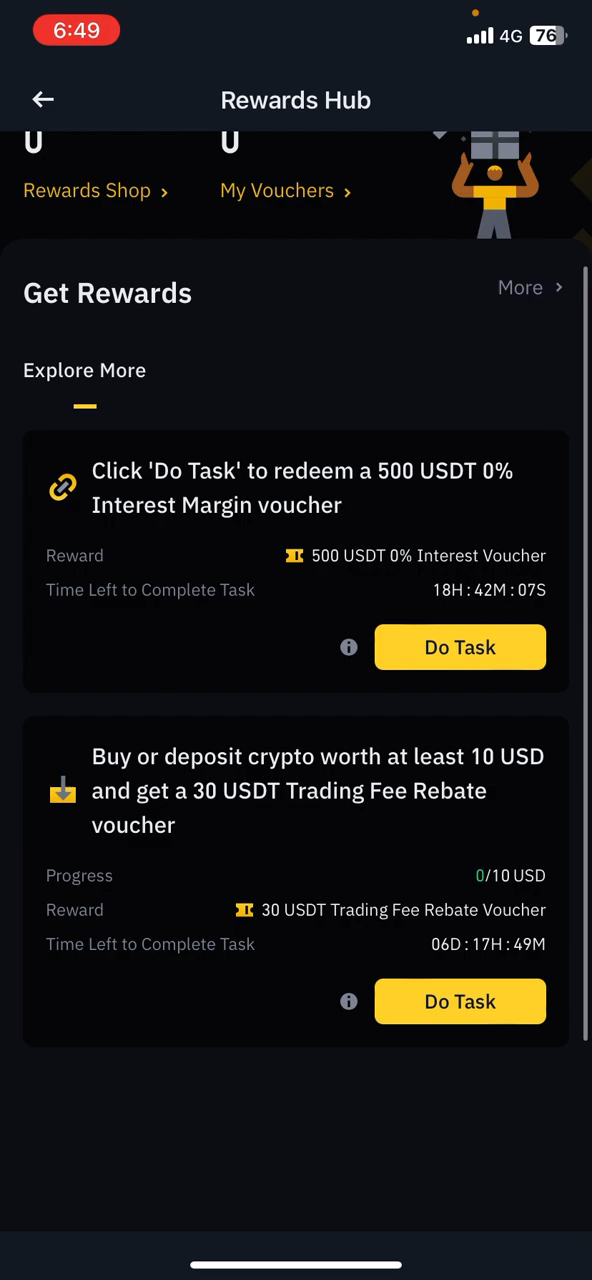 6:49
4G 76
Rewards Hub
0 0
Rewards Shop My Vouchers
Get Rewards More
Explore More
Click 'Do Task' to redeem a 500 USDT 0%
Interest Margin voucher
Reward 500 USDT 0% Interest Voucher
Time Left to Complete Task 18H : 42M : 07S
Do Task
Buy or deposit crypto worth at least 10 USD
and get a 30 USDT Trading Fee Rebate
voucher
Progress 0/10 USD
Reward 30 USDT Trading Fee Rebate Voucher
Time Left to Complete Task 06D : 17H : 49M
Do Task